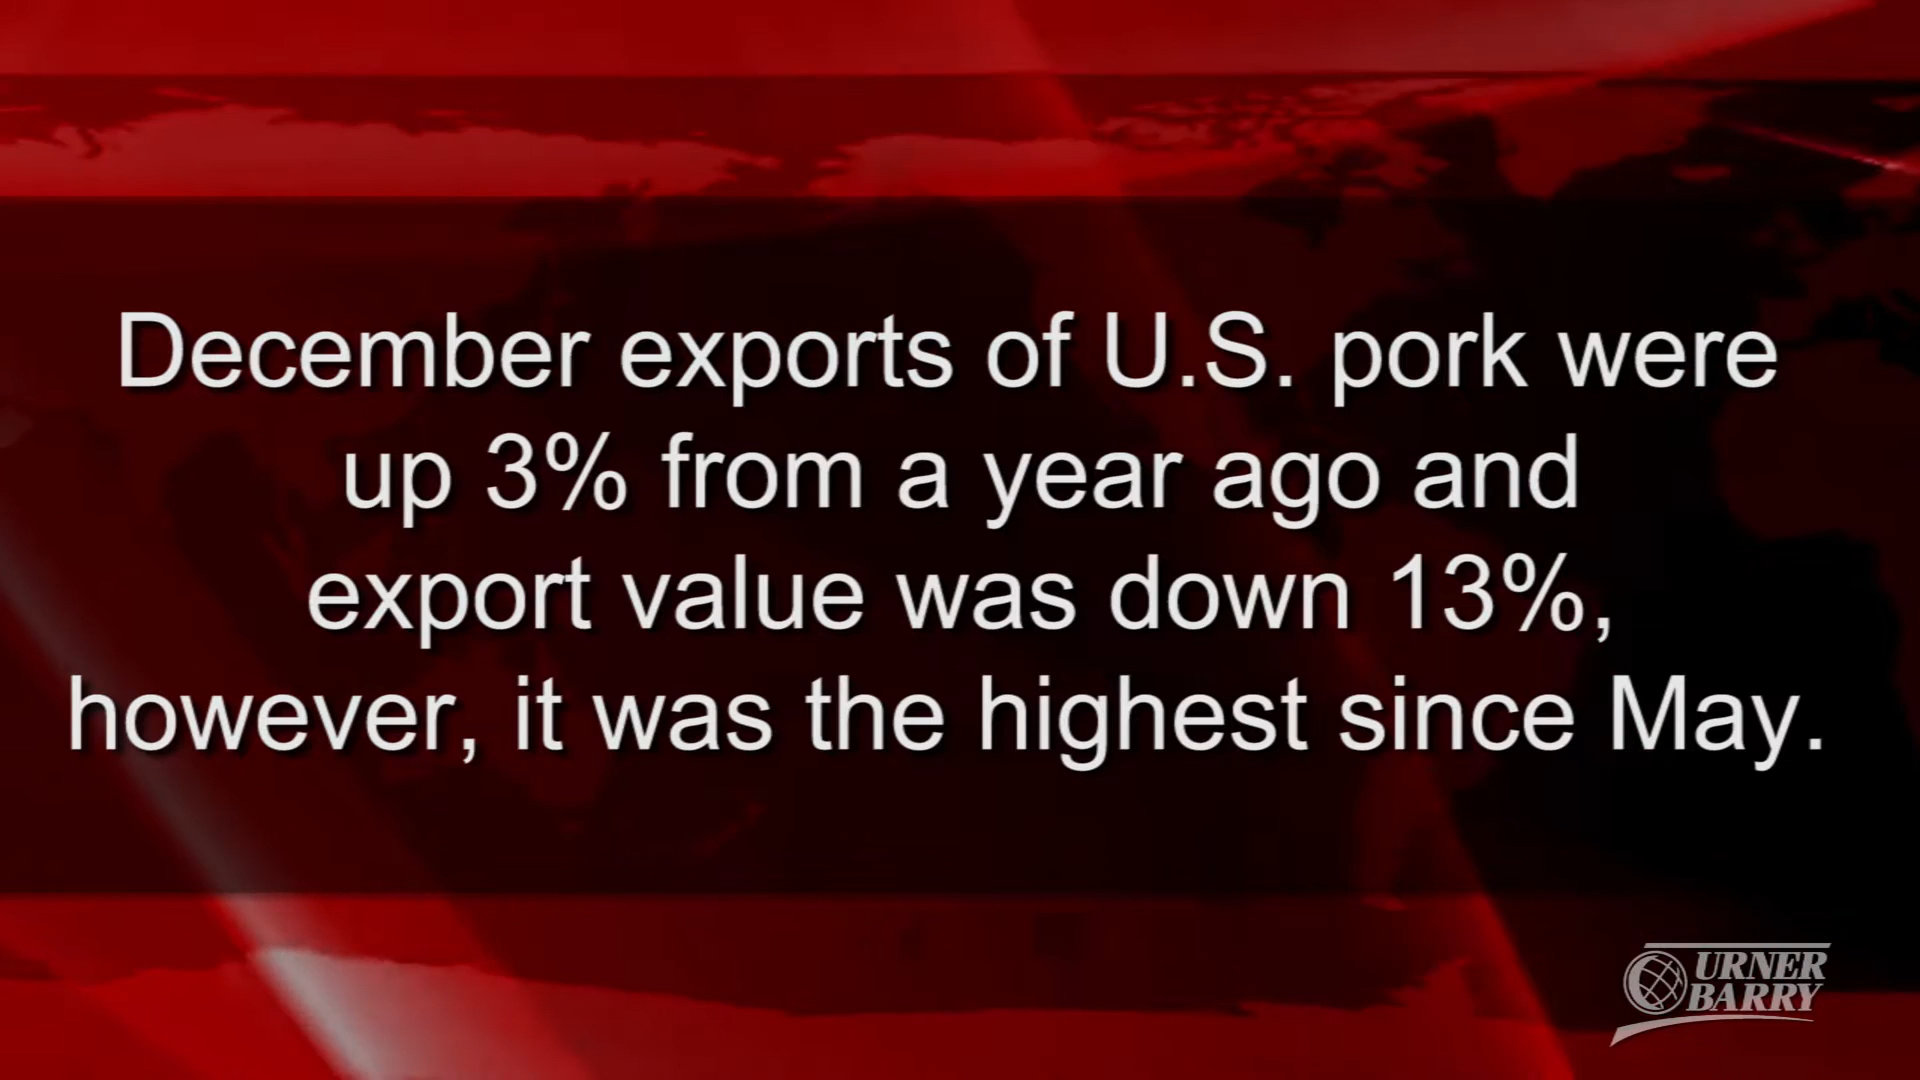 December exports of U.S. pork were
up 3% from a year ago and
export value was down 13%,
however, it was the highest since May.
URNER
BARRY